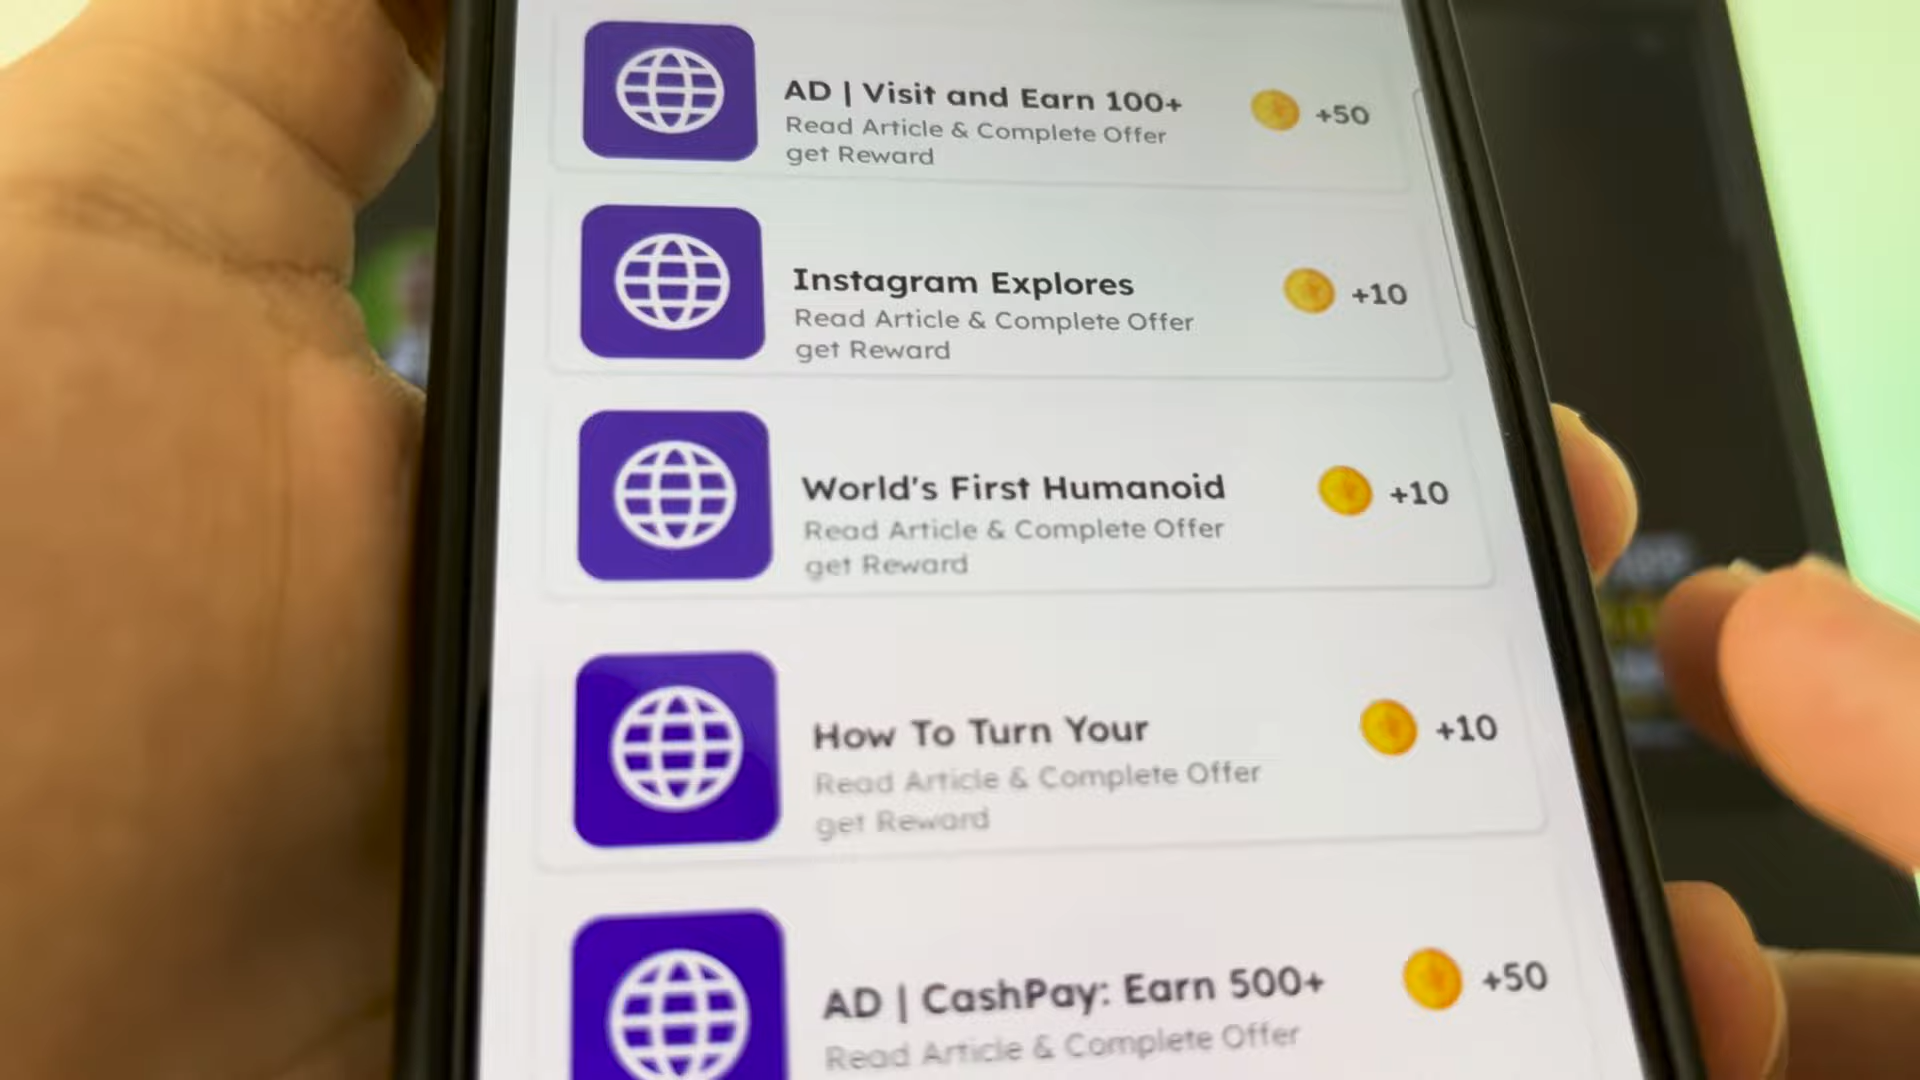 AD | Visit and Earn 100+
Read Article & Complete Offer
get Reward
+50
Instagram Explores
Read Article & Complete Offer
get Reward
+10
World's First Humanoid
Read Article & Complete Offer
get Reward
+10
How To Turn Your
Read Article & Complete Offer
get Reward
+10
AD | CashPay: Earn 500+
Read Article & Complete Offer
+50